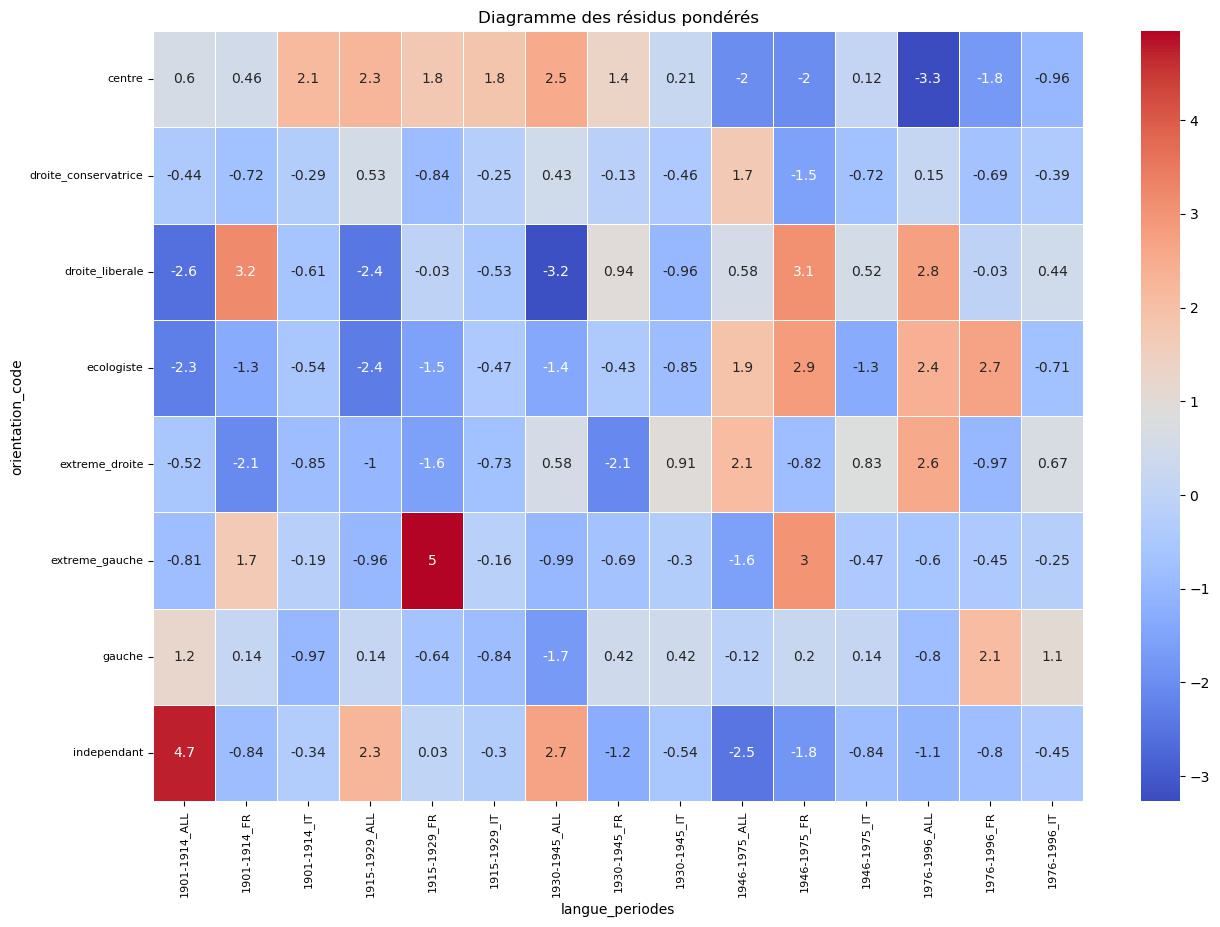 Diagramme des résidus pondérés
orientation_code
centre 0.6 0.46 2.1 2.3 1.8 1.8 2.5 1.4 0.21 -2 -2 0.12 -3.3 -1.8 -0.96
droite_conservatrice -0.44 -0.72 -0.29 0.53 -0.84 -0.25 0.43 -0.13 -0.46 1.7 -1.5 -0.72 0.15 -0.69 -0.39
droite_liberale -2.6 3.2 -0.61 -2.4 -0.03 -0.53 -3.2 0.94 -0.96 0.58 3.1 0.52 2.8 -0.03 0.44
ecologiste -2.3 -1.3 -0.54 -2.4 -1.5 -0.47 -1.4 -0.43 -0.85 1.9 2.9 -1.3 2.4 2.7 -0.71
extreme_droite -0.52 -2.1 -0.85 -1 -1.6 -0.73 0.58 -2.1 0.91 2.1 -0.82 0.83 2.6 -0.97 0.67
extreme_gauche -0.81 1.7 -0.19 -0.96 5 -0.16 -0.99 -0.69 -0.3 -1.6 3 -0.47 -0.6 -0.45 -0.25
gauche 1.2 0.14 -0.97 0.14 -0.64 -0.84 -1.7 0.42 0.42 -0.12 0.2 0.14 -0.8 2.1 1.1
independant 4.7 -0.84 -0.34 2.3 0.03 -0.3 2.7 -1.2 -0.54 -2.5 -1.8 -0.84 -1.1 -0.8 -0.45
1901-1914_ALL 1901-1914_FR 1901-1914_IT 1915-1929_ALL 1915-1929_FR 1915-1929_IT 1930-1945_ALL 1930-1945_FR 1930-1945_IT 1946-1975_ALL 1946-1975_FR 1946-1975_IT 1976-1996_ALL 1976-1996_FR 1976-1996_IT
langue_periodes
4
3
2
1
0
−1
−2
−3